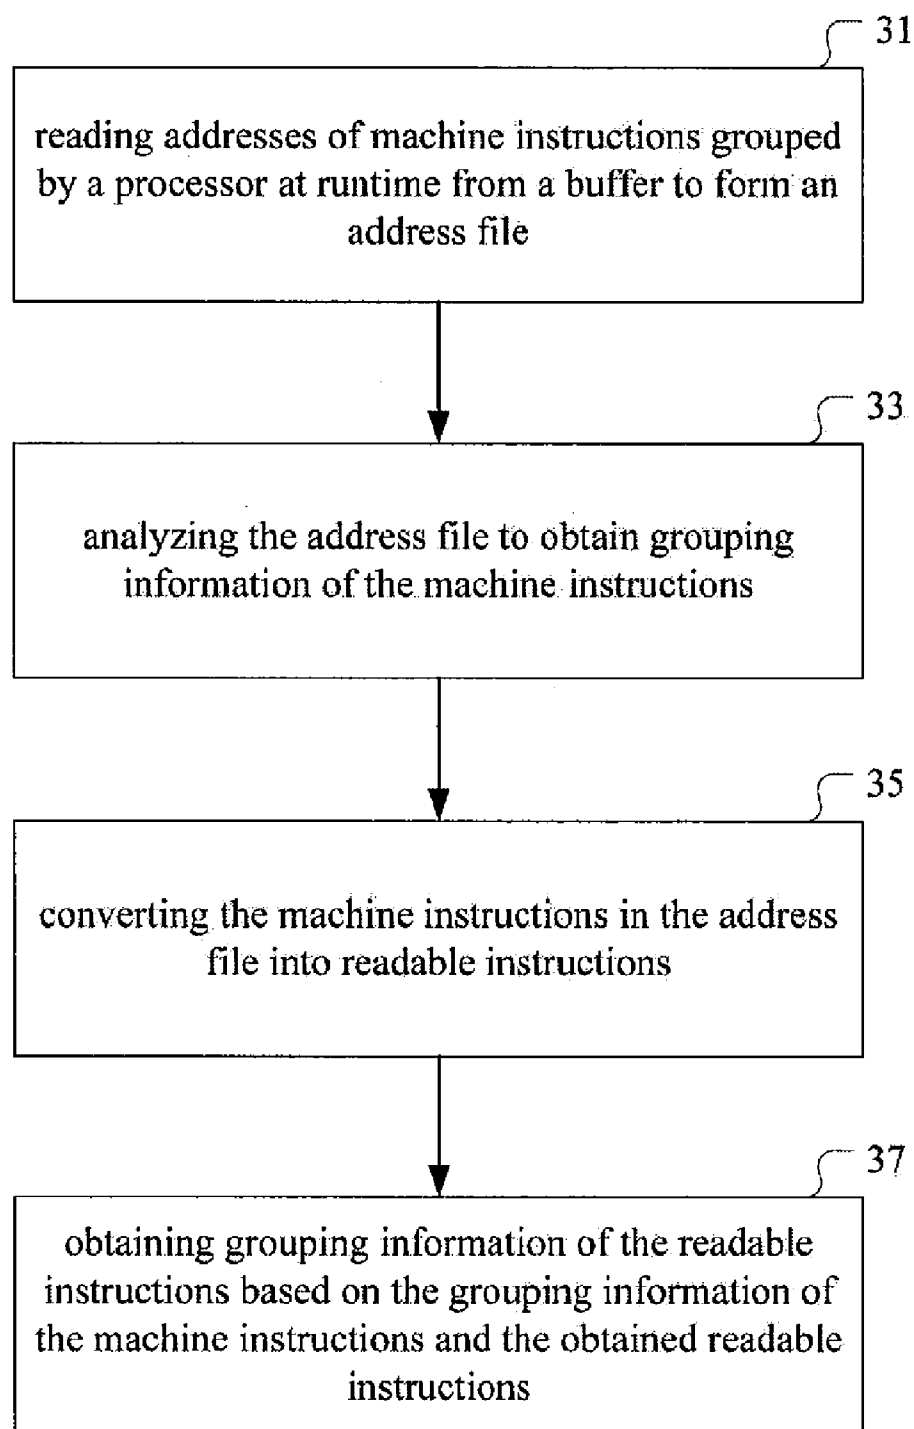 31
reading addresses of machine instructions grouped
by a processor at runtime from a buffer to form an
address file
33
analyzing the address file to obtain grouping
information of the machine instructions
35
converting the machine instructions in the address
file into readable instructions
37
obtaining grouping information of the readable
instructions based on the grouping information of
the machine instructions and the obtained readable
instructions